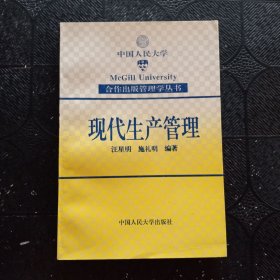 中国人民大学
McGill University
合作出版管理学丛书
现代生产管理
汪星明 施礼明 编著
中国人民大学出版社